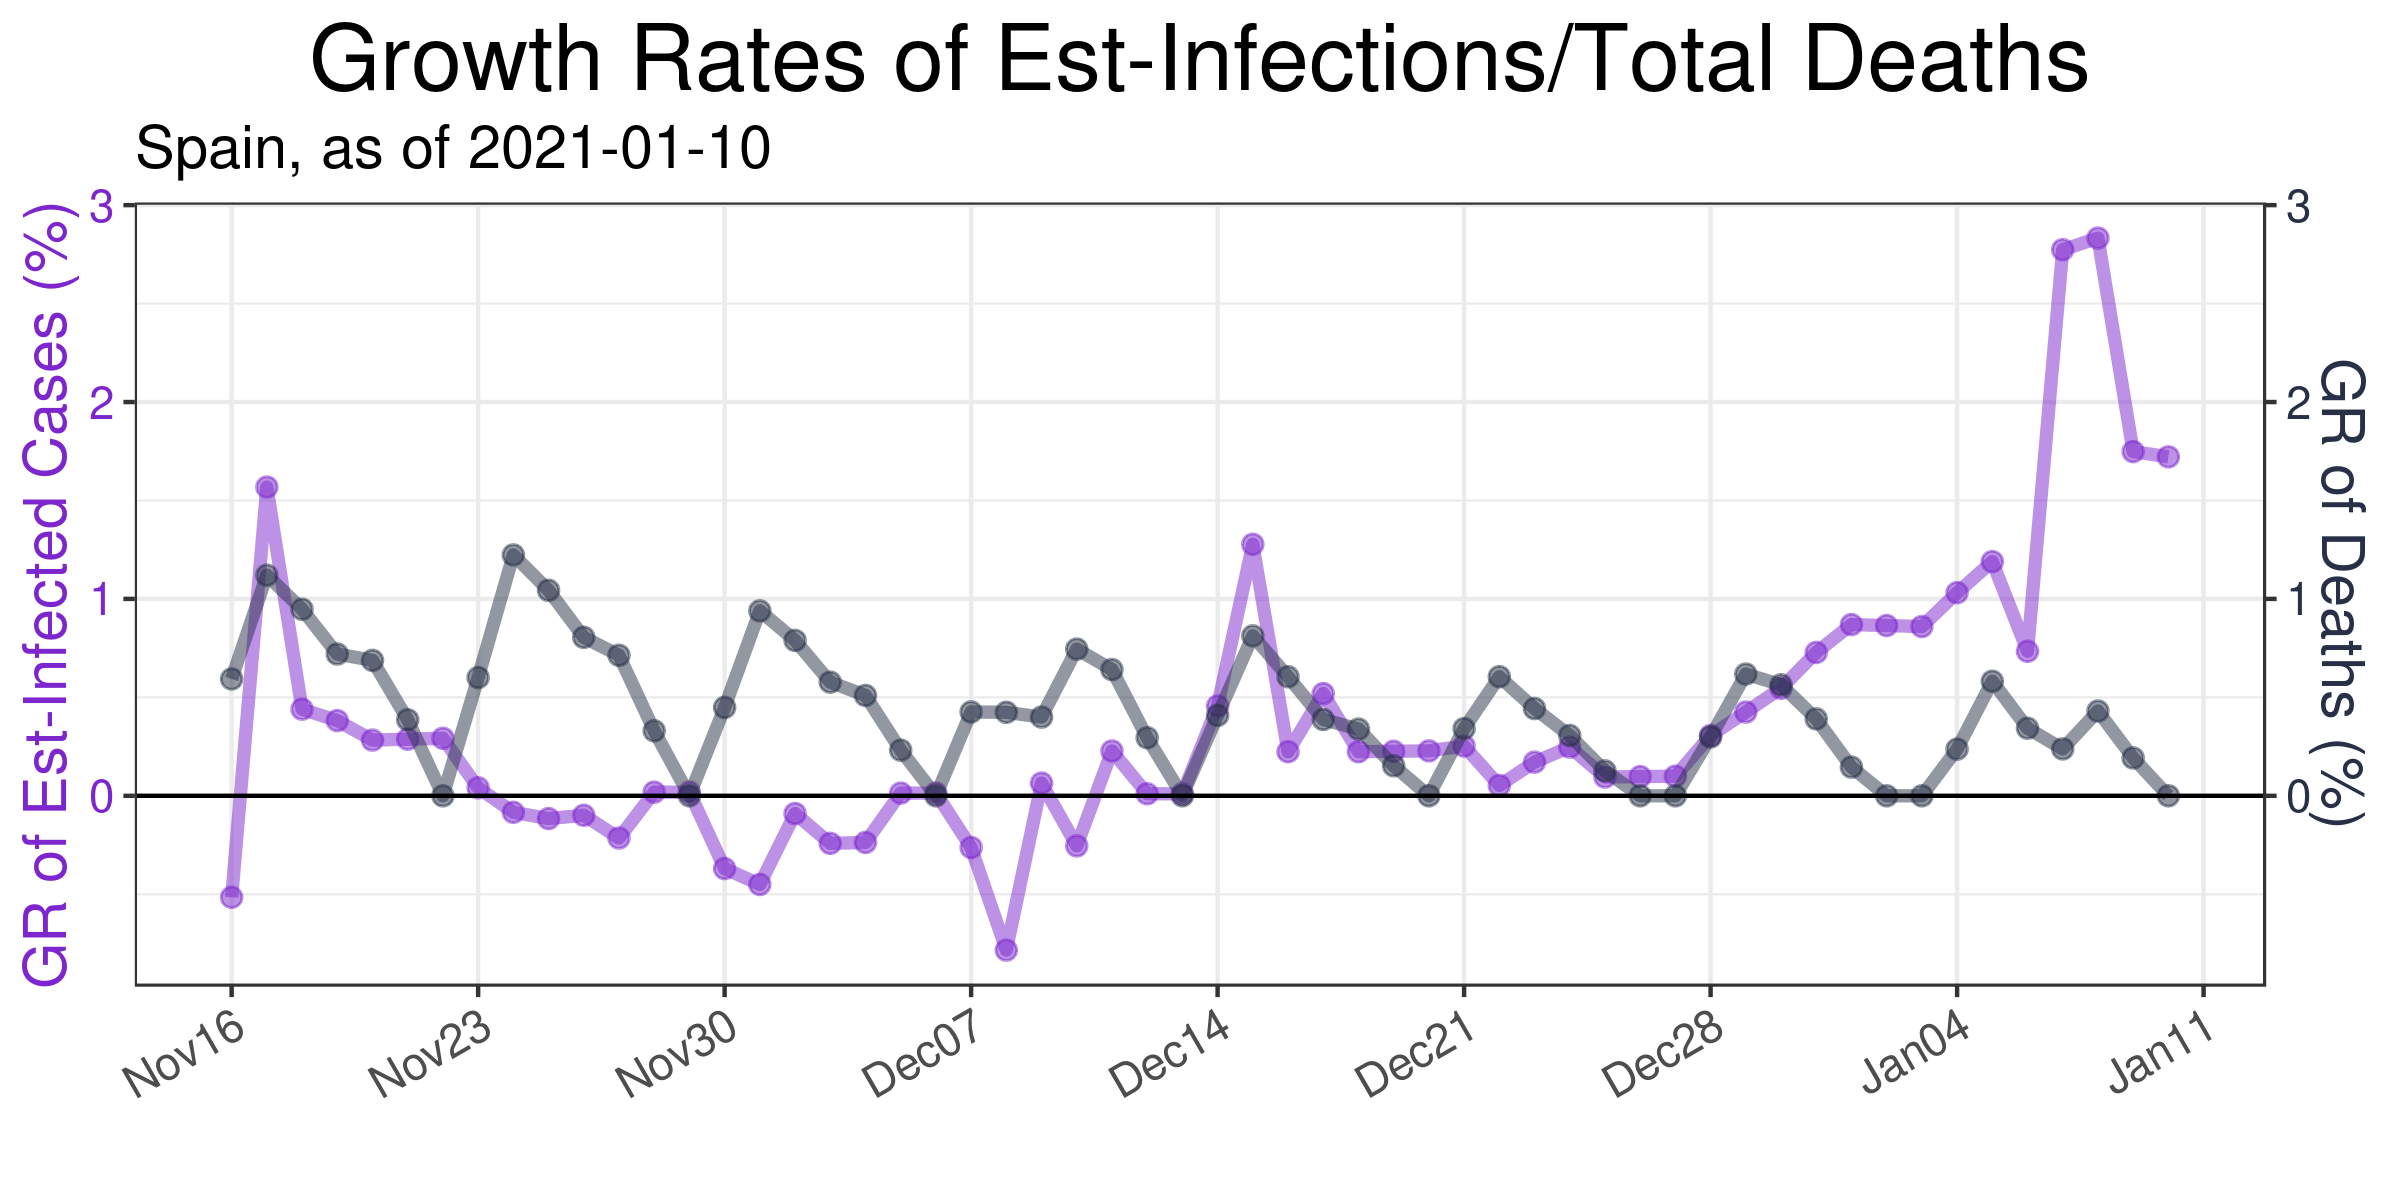 Growth Rates of Est-Infections/Total Deaths
Spain, as of 2021-01-10
GR of Est-Infected Cases (%)
3
2
1
0
3
2
1
0
GR of Deaths (%)
Nov16
Nov23
Nov30
Dec07
Dec14
Dec21
Dec28
Jan04
Jan11